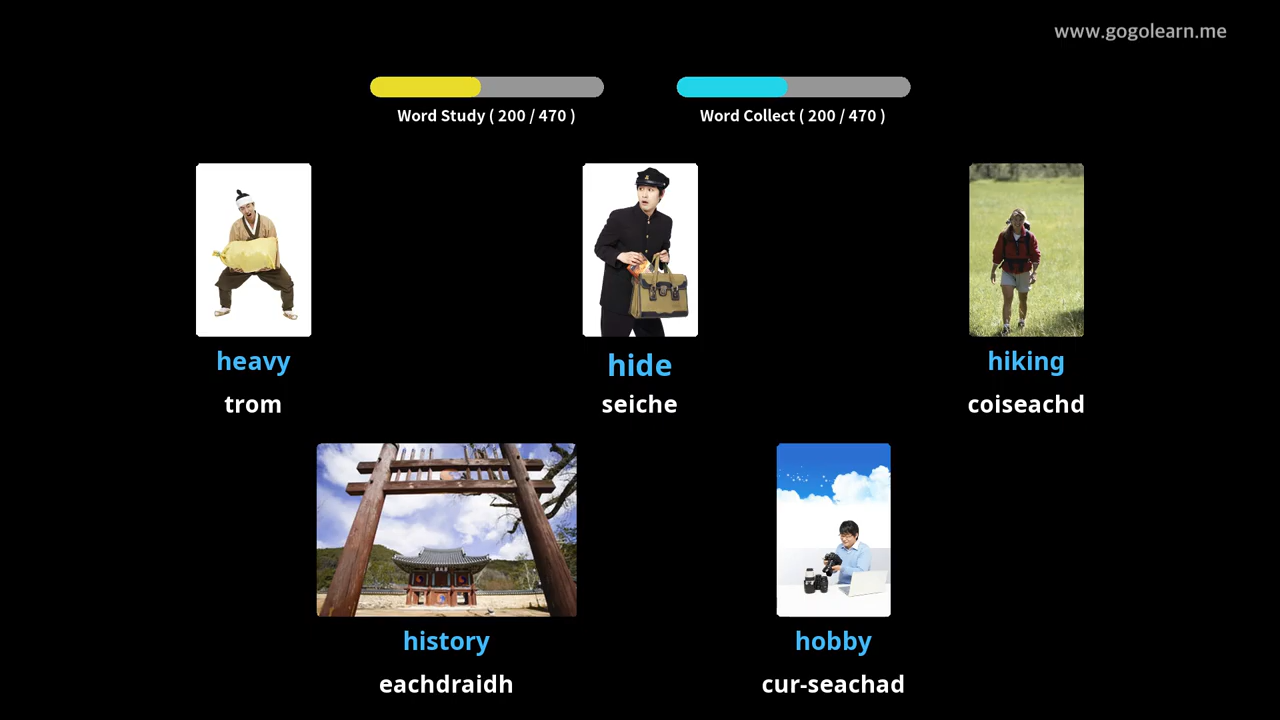 www.gogolearn.me
Word Study ( 200 / 470 )
Word Collect ( 200 / 470 )
heavy
hide
hiking
trom
seiche
coiseachd
history
hobby
eachdraidh
cur-seachad